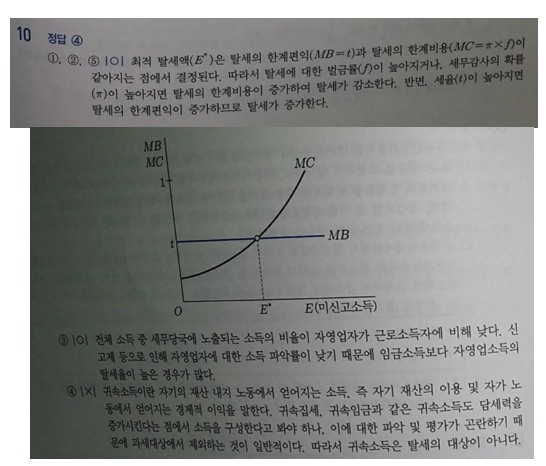 10 정답 ④
①, ②, ⑤ |O| 최적 탈세액(E*)은 탈세의 한계편익(MB=t)과 탈세의 한계비용(MC=π×f)이
같아지는 점에서 결정된다. 따라서 탈세에 대한 벌금률(f)이 높아지거나, 세무감사의 확률
(π)이 높아지면 탈세의 한계비용이 증가하여 탈세가 감소한다. 반면, 세율(t)이 높아지면
탈세의 한계편익이 증가하므로 탈세가 증가한다.
MB
MC
1
MC
t
MB
O
E*
E(미신고소득)
③ |O| 전체 소득 중 세무당국에 노출되는 소득의 비율이 자영업자가 근로소득자에 비해 낮다. 신
고제 등으로 인해 자영업자에 대한 소득 파악률이 낮기 때문에 임금소득보다 자영업소득의
탈세율이 높은 경우가 많다.
④ |X| 귀속소득이란 자기의 재산 내지 노동에서 얻어지는 소득, 즉 자기 재산의 이용 및 자가 노
동에서 얻어지는 경제적 이익을 말한다. 귀속집세, 귀속임금과 같은 귀속소득도 담세력을
증가시킨다는 점에서 소득을 구성한다고 봐야 하나, 이에 대한 파악 및 평가가 곤란하기 때
문에 과세대상에서 제외하는 것이 일반적이다. 따라서 귀속소득은 탈세의 대상이 아니다.